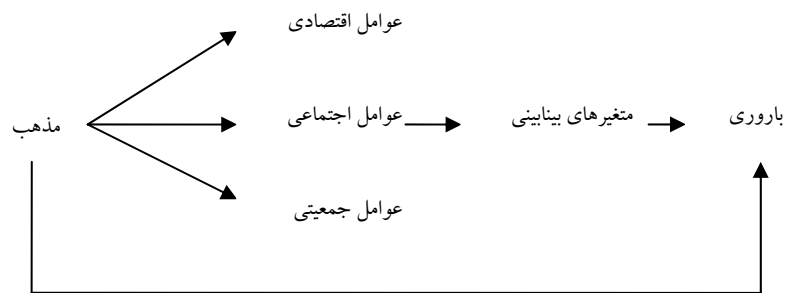 عوامل اقتصادی
باروری
متغیرهای بینابینی
عوامل اجتماعی
مذهب
عوامل جمعیتی